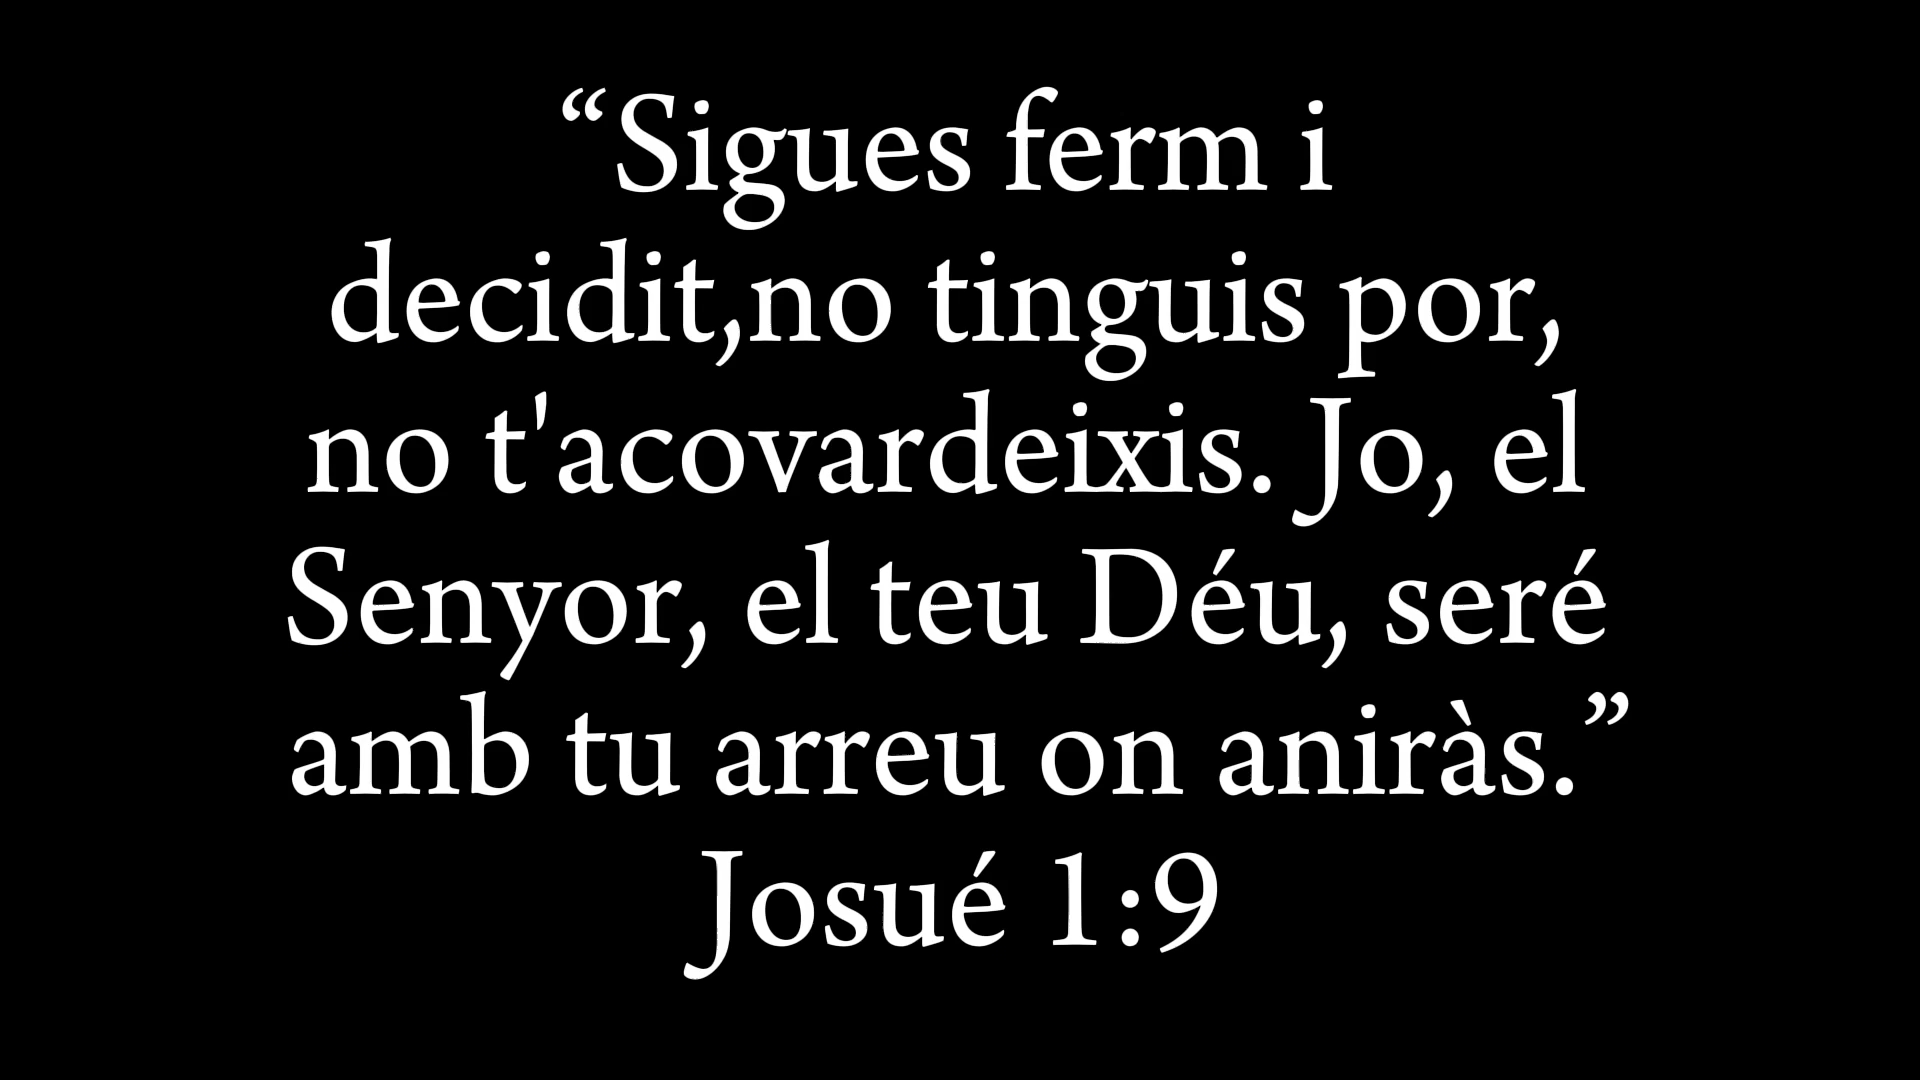 “Sigues ferm i
decidit,no tinguis por,
no t'acovardeixis. Jo, el
Senyor, el teu Déu, seré
amb tu arreu on aniràs.”
Josué 1:9